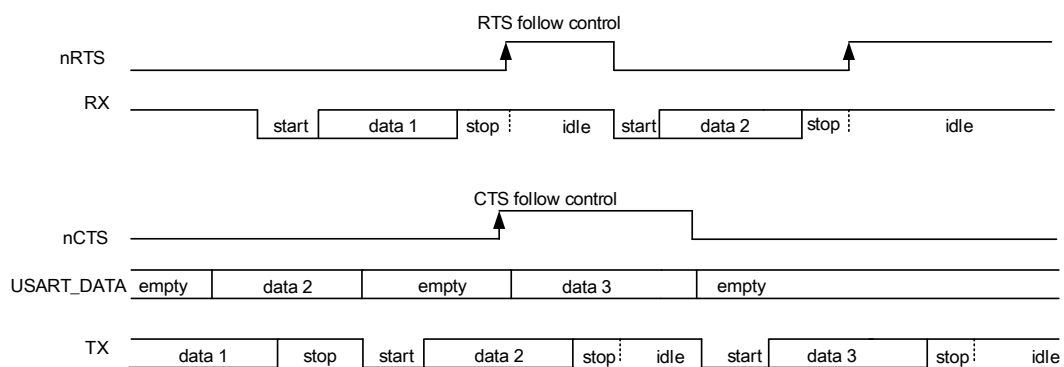 RTS follow control
nRTS
RX
start data 1 stop idle start data 2 stop idle
CTS follow control
nCTS
USART_DATA empty data 2 empty data 3 empty
TX data 1 stop start data 2 stop idle start data 3 stop idle